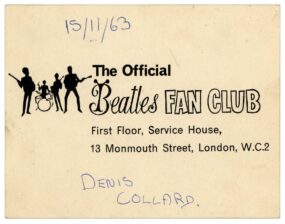 15/11/63
The Official
Beatles FAN CLUB
First Floor, Service House,
13 Monmouth Street, London, W.C.2
DENIS
COLLARD.